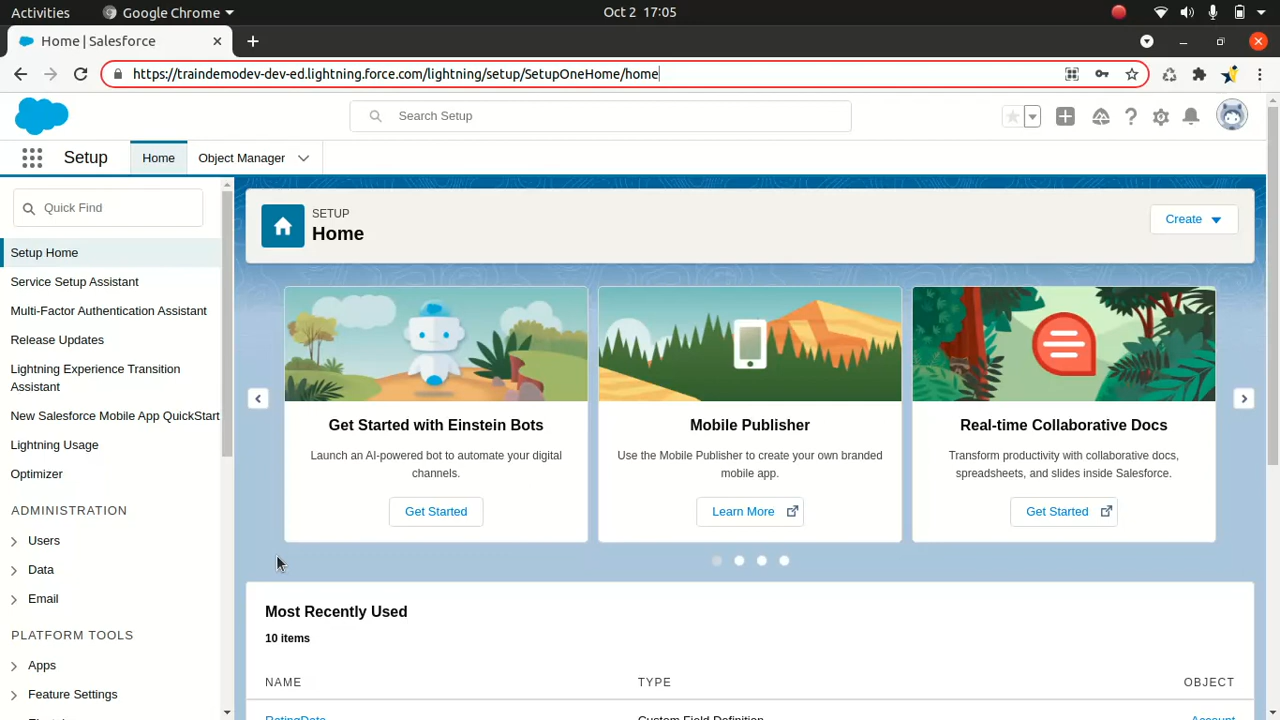 Activities
Google Chrome
Oct 2 17:05
Home | Salesforce
https://traindemodev-dev-ed.lightning.force.com/lightning/setup/SetupOneHome/home
Search Setup
Setup
Home
Object Manager
Quick Find
SETUP
Home
Create
Setup Home
Service Setup Assistant
Multi-Factor Authentication Assistant
Release Updates
Lightning Experience Transition
Assistant
New Salesforce Mobile App QuickStart
Lightning Usage
Optimizer
ADMINISTRATION
Users
Data
Email
PLATFORM TOOLS
Apps
Feature Settings
Get Started with Einstein Bots
Launch an AI-powered bot to automate your digital
channels.
Get Started
Mobile Publisher
Use the Mobile Publisher to create your own branded
mobile app.
Learn More
Real-time Collaborative Docs
Transform productivity with collaborative docs,
spreadsheets, and slides inside Salesforce.
Get Started
Most Recently Used
10 items
NAME TYPE OBJECT
RatingData Custom Field Definition Account